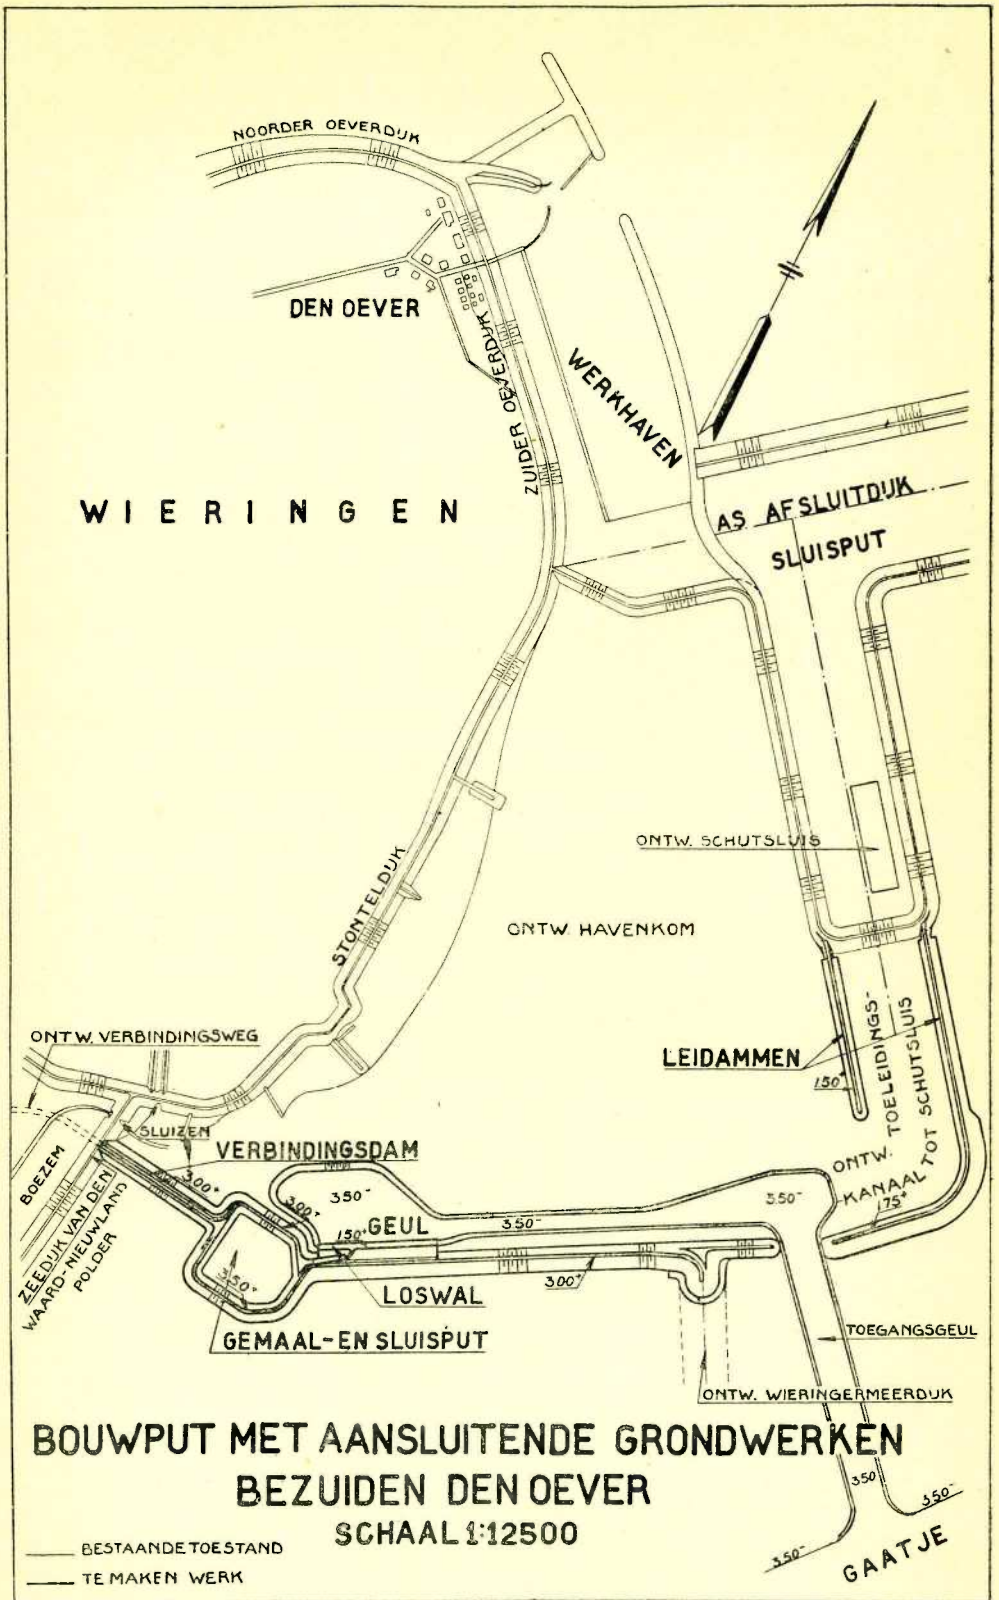 NOORDER OEVERDIJK
DEN OEVER
ZUIDER OEVERDIJK
WERKHAVEN
WIERINGEN
AS AFSLUITDIJK
SLUISPUT
ONTW. SCHUTSLUIS
STONTELDIJK
ONTW. HAVENKOM
ONTW. VERBINDINGSWEG
LEIDAMMEN
150+
ONTW. TOELEIDINGS-
KANAAL TOT SCHUTSLUIS
SLUIZEN
BOEZEM
VERBINDINGSDAM
300+
300+
350-
350-
350-
175+
150+
GEUL
ZEEDIJK VAN DEN
WAARD-NIEUWLAND
POLDER
350-
300+
LOSWAL
GEMAAL-EN SLUISPUT
TOEGANGSGEUL
ONTW. WIERINGERMEERDIJK
BOUWPUT MET AANSLUITENDE GRONDWERKEN
BEZUIDEN DEN OEVER
SCHAAL 1:12500
350-
350-
350-
GAATJE
BESTAANDE TOESTAND
TE MAKEN WERK